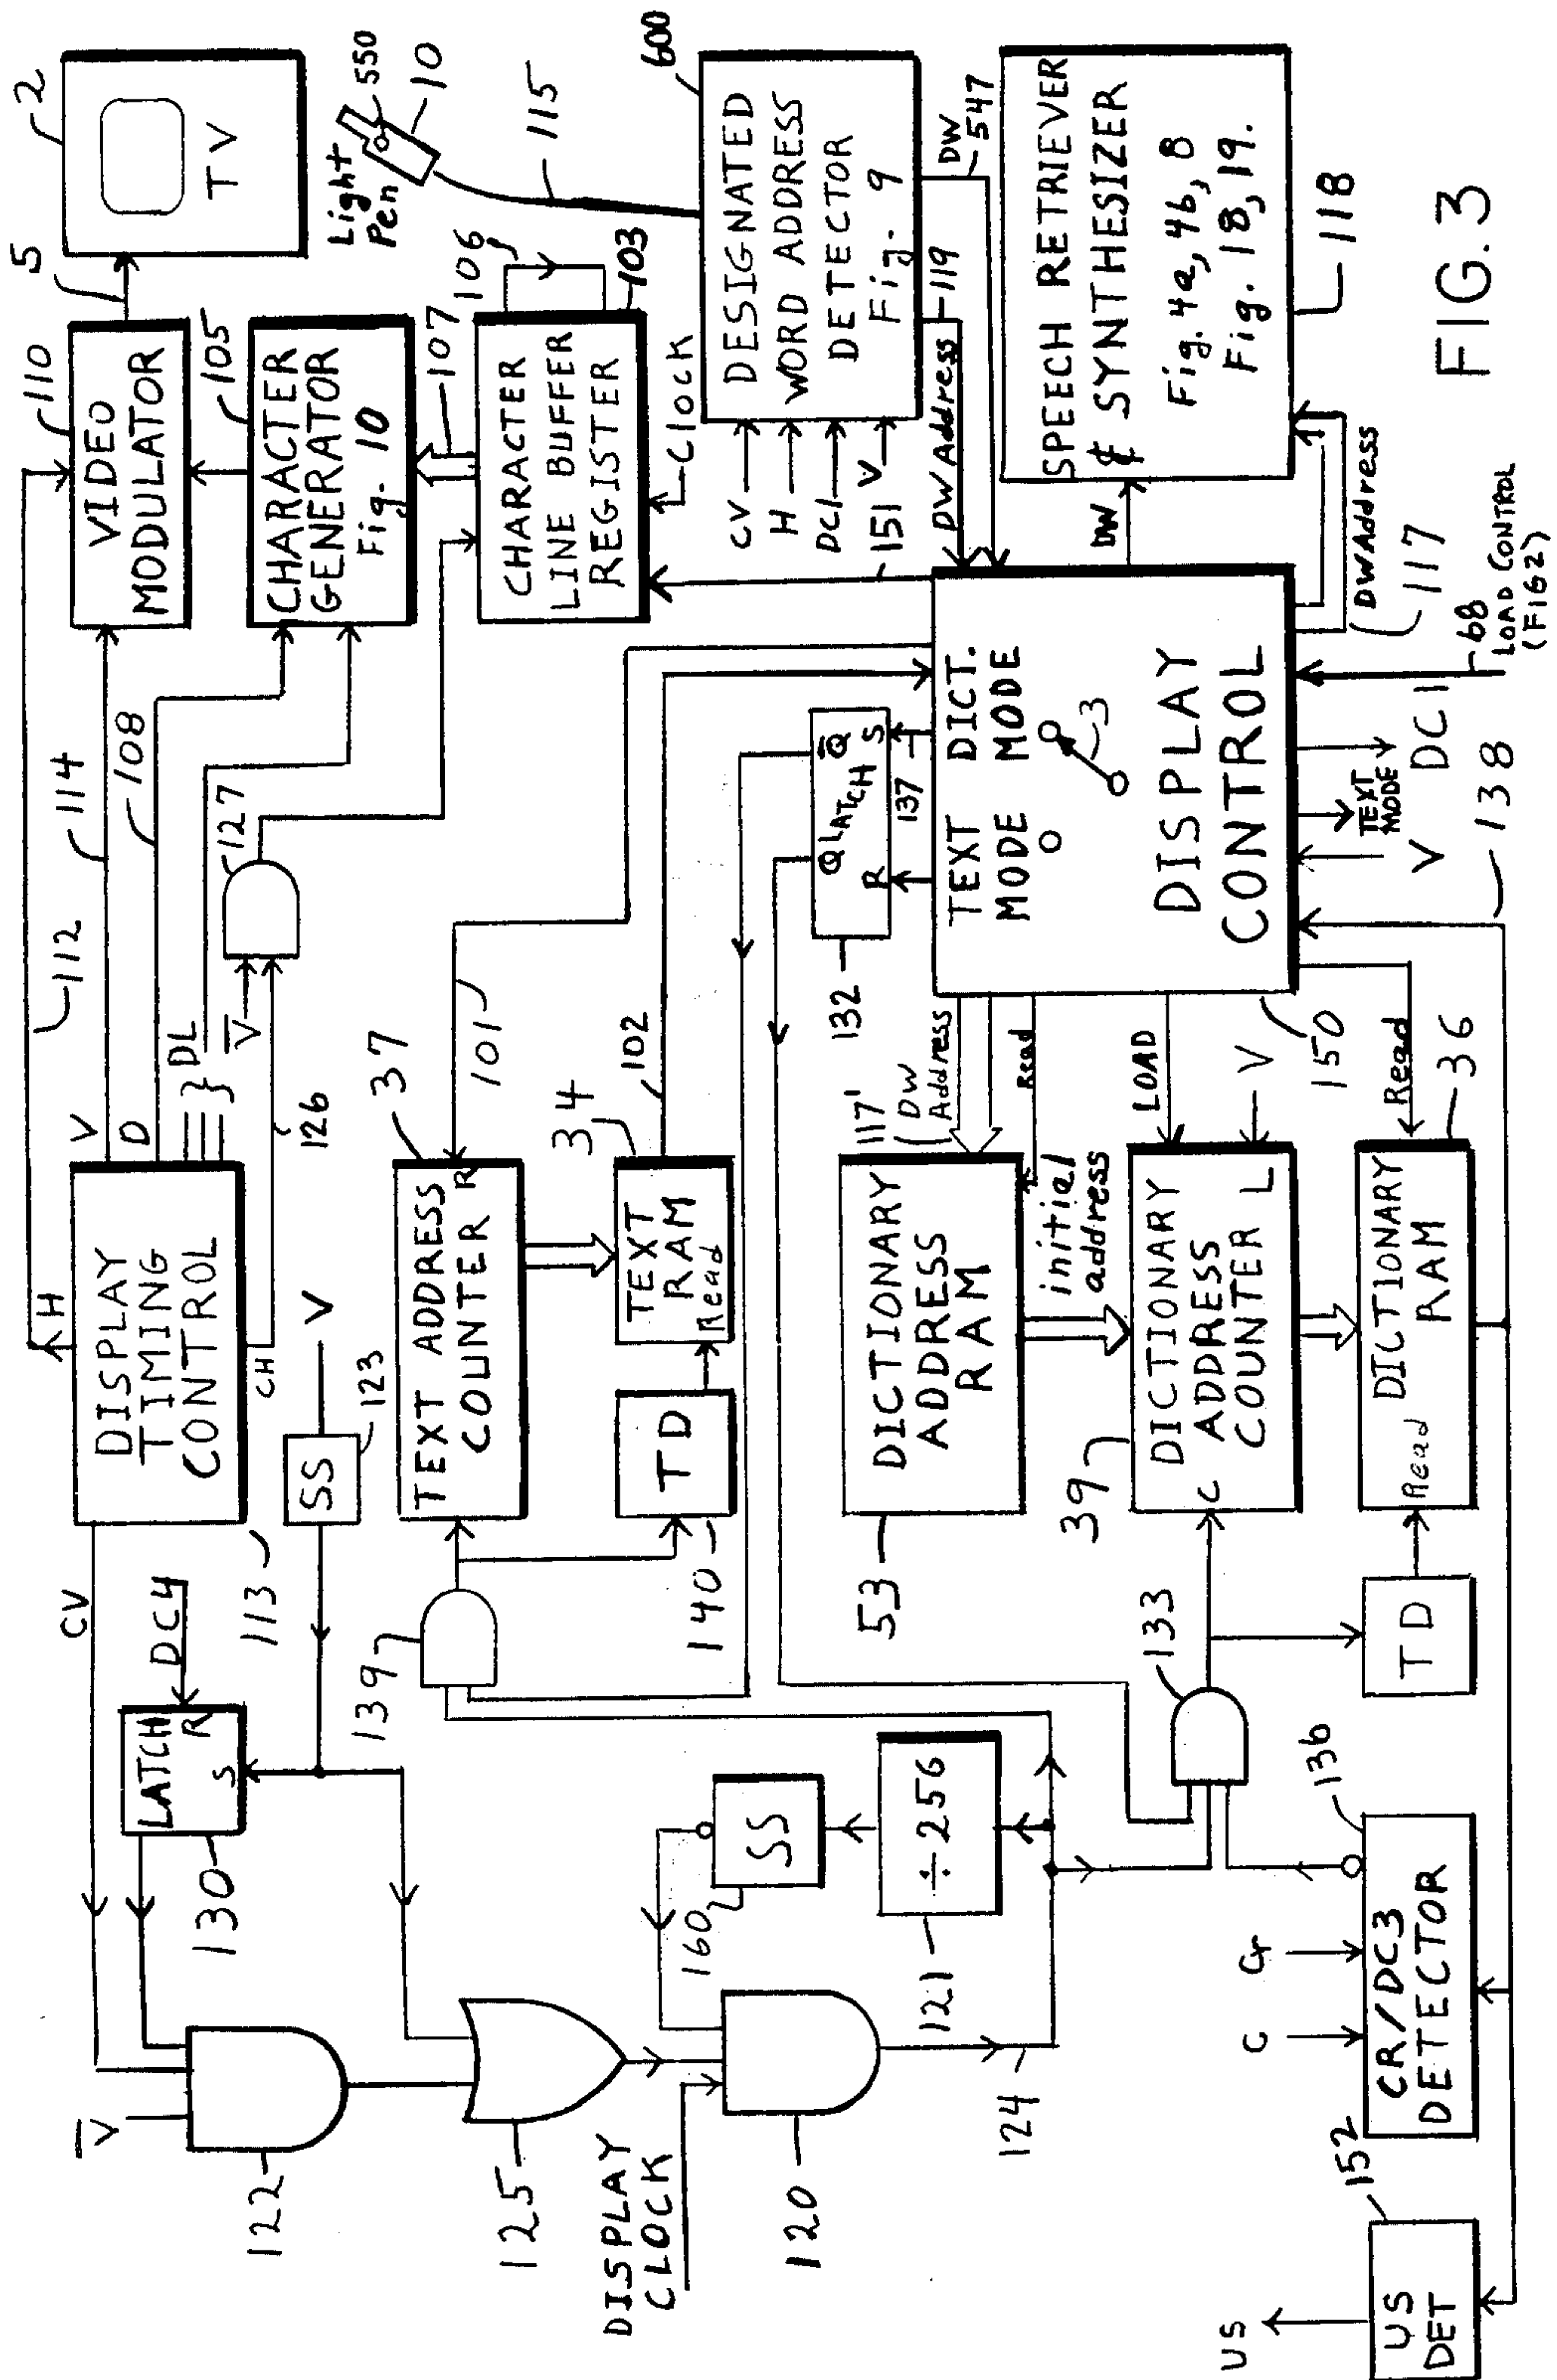 2
TV
5
550
10
Light
Pen
115
110
VIDEO
MODULATOR
105
CHARACTER
GENERATOR
Fig. 10
107
106
CHARACTER
LINE BUFFER
REGISTER
103
Clock
600
DESIGNATED
WORD ADDRESS
DETECTOR
Fig. 9
CV
H
DC1
V
151
DW Address
119
DW
547
SPEECH RETRIEVER
& SYNTHESIZER
Fig. 4a, 4b, 8
Fig. 18, 19.
118
DW
DW Address
117
68
LOAD CONTROL
(FIG 2)
FIG. 3
112
114
108
127
V
D
DL
V̅
126
H
DISPLAY
TIMING
CONTROL
CH
CV
113
V
SS
123
DC4
LATCH
R
S
130
37
101
TEXT ADDRESS
COUNTER
R
34
102
TEXT
RAM
Read
TD
140
139
Q̅
Q
LATCH
S
R
137
132
TEXT
MODE
DICT.
MODE
3
DISPLAY
CONTROL
150
V
TEXT
MODE
DC1
138
117'
DW
Address
Read
DICTIONARY
ADDRESS
RAM
53
initial
address
LOAD
V
DICTIONARY
ADDRESS
COUNTER
L
C
39
Read
36
DICTIONARY
RAM
Read
TD
133
136
CR/DC3
DETECTOR
G
Gr
152
US
DET
US
V̅
122
125
DISPLAY
CLOCK
120
124
121
÷256
SS
160